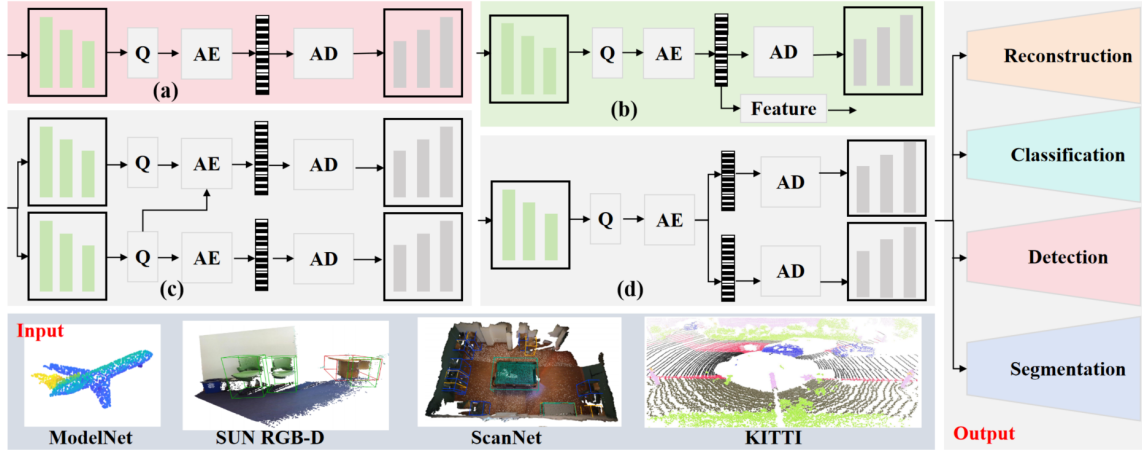 Q
AE
AD
(a)
Q
AE
AD
Feature
(b)
Q
AE
AD
Q
AE
AD
(c)
Q
AE
AD
AD
(d)
Input
ModelNet
SUN RGB-D
ScanNet
KITTI
Reconstruction
Classification
Detection
Segmentation
Output